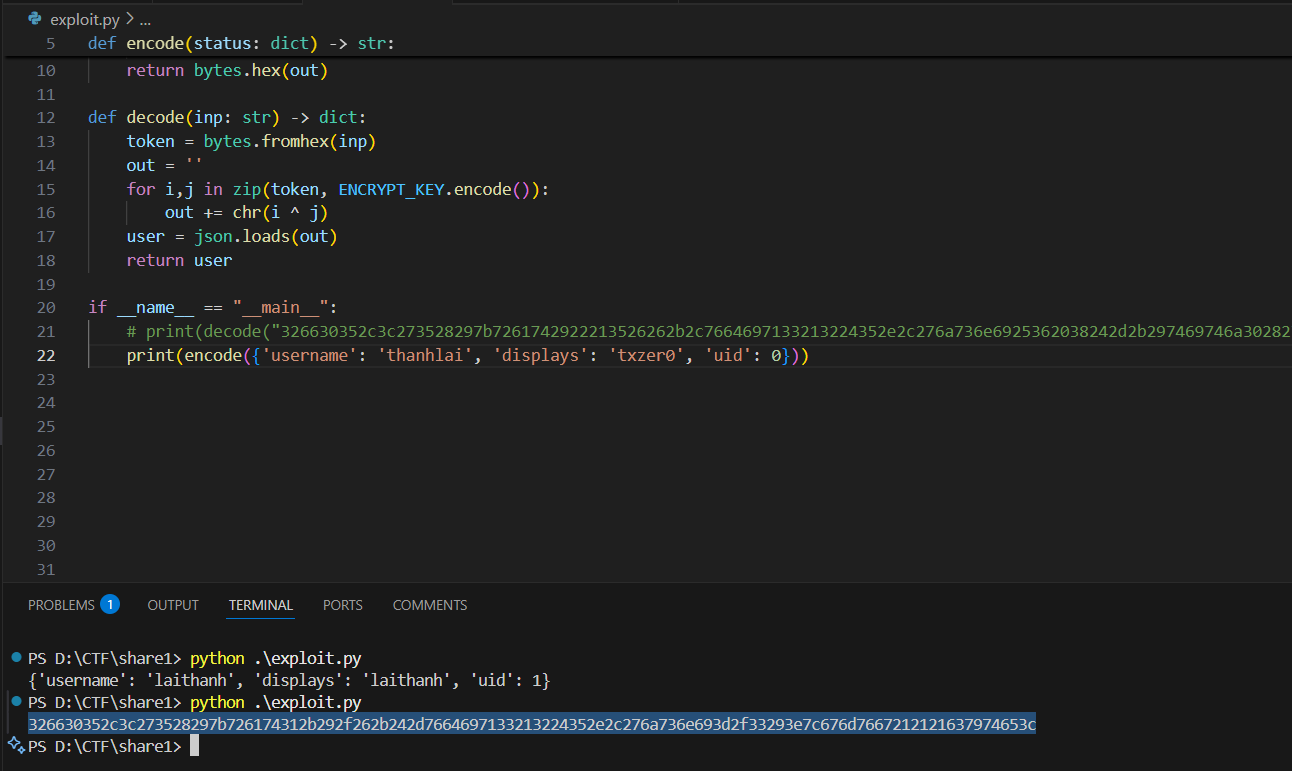 exploit.py > ...
5 def encode(status: dict) -> str:
10 return bytes.hex(out)
11
12 def decode(inp: str) -> dict:
13 token = bytes.fromhex(inp)
14 out = ''
15 for i,j in zip(token, ENCRYPT_KEY.encode()):
16 out += chr(i ^ j)
17 user = json.loads(out)
18 return user
19
20 if __name__ == "__main__":
21 # print(decode("326630352c3c273528297b7261742922213526262b2c7664697133213224352e2c276a736e6925362038242d2b297469746a30282
22 print(encode({'username': 'thanhlai', 'displays': 'txzer0', 'uid': 0}))
23
24
25
26
27
28
29
30
31
PROBLEMS 1 OUTPUT TERMINAL PORTS COMMENTS
PS D:\CTF\share1> python .\exploit.py
{'username': 'laithanh', 'displays': 'laithanh', 'uid': 1}
PS D:\CTF\share1> python .\exploit.py
326630352c3c273528297b726174312b292f262b242d7664697133213224352e2c276a736e693d2f33293e7c676d7667212121637974653c
PS D:\CTF\share1>